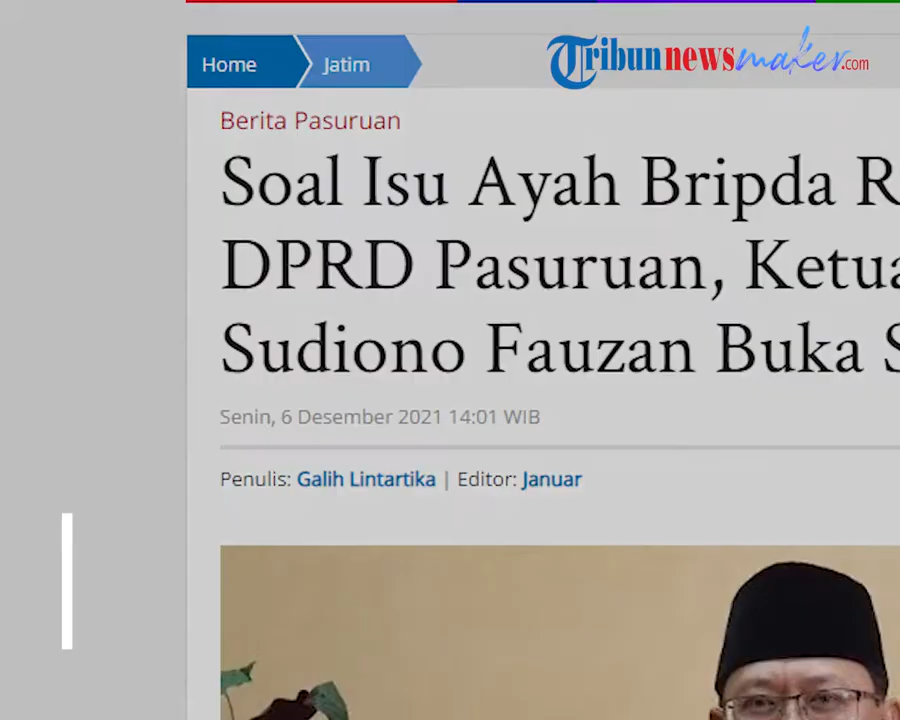 Home
Jatim
Tribunnewsmaker.com
Berita Pasuruan
Soal Isu Ayah Bripda R
DPRD Pasuruan, Ketua
Sudiono Fauzan Buka S
Senin, 6 Desember 2021 14:01 WIB
Penulis: Galih Lintartika | Editor: Januar